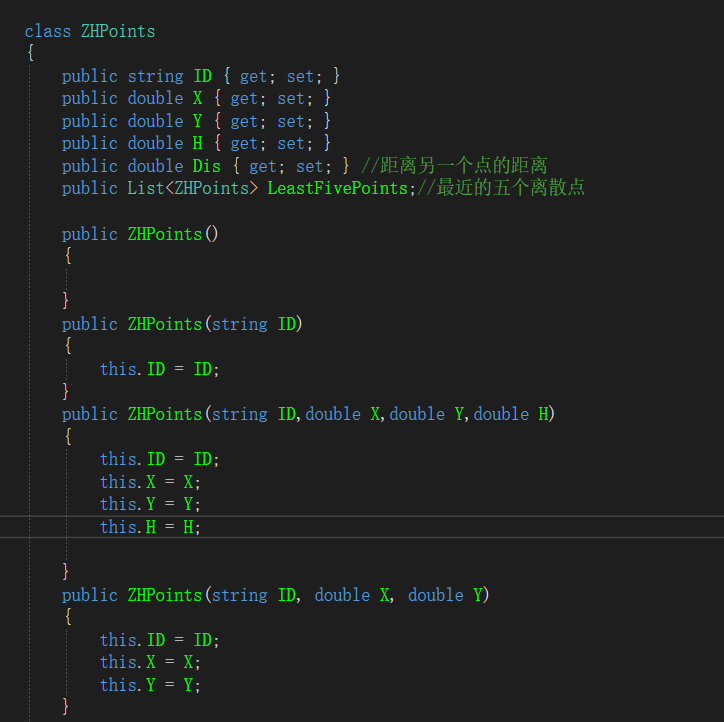 class ZHPoints
{
public string ID { get; set; }
public double X { get; set; }
public double Y { get; set; }
public double H { get; set; }
public double Dis { get; set; } //距离另一个点的距离
public List<ZHPoints> LeastFivePoints;//最近的五个离散点
public ZHPoints()
{
}
public ZHPoints(string ID)
{
this.ID = ID;
}
public ZHPoints(string ID,double X,double Y,double H)
{
this.ID = ID;
this.X = X;
this.Y = Y;
this.H = H;
}
public ZHPoints(string ID, double X, double Y)
{
this.ID = ID;
this.X = X;
this.Y = Y;
}